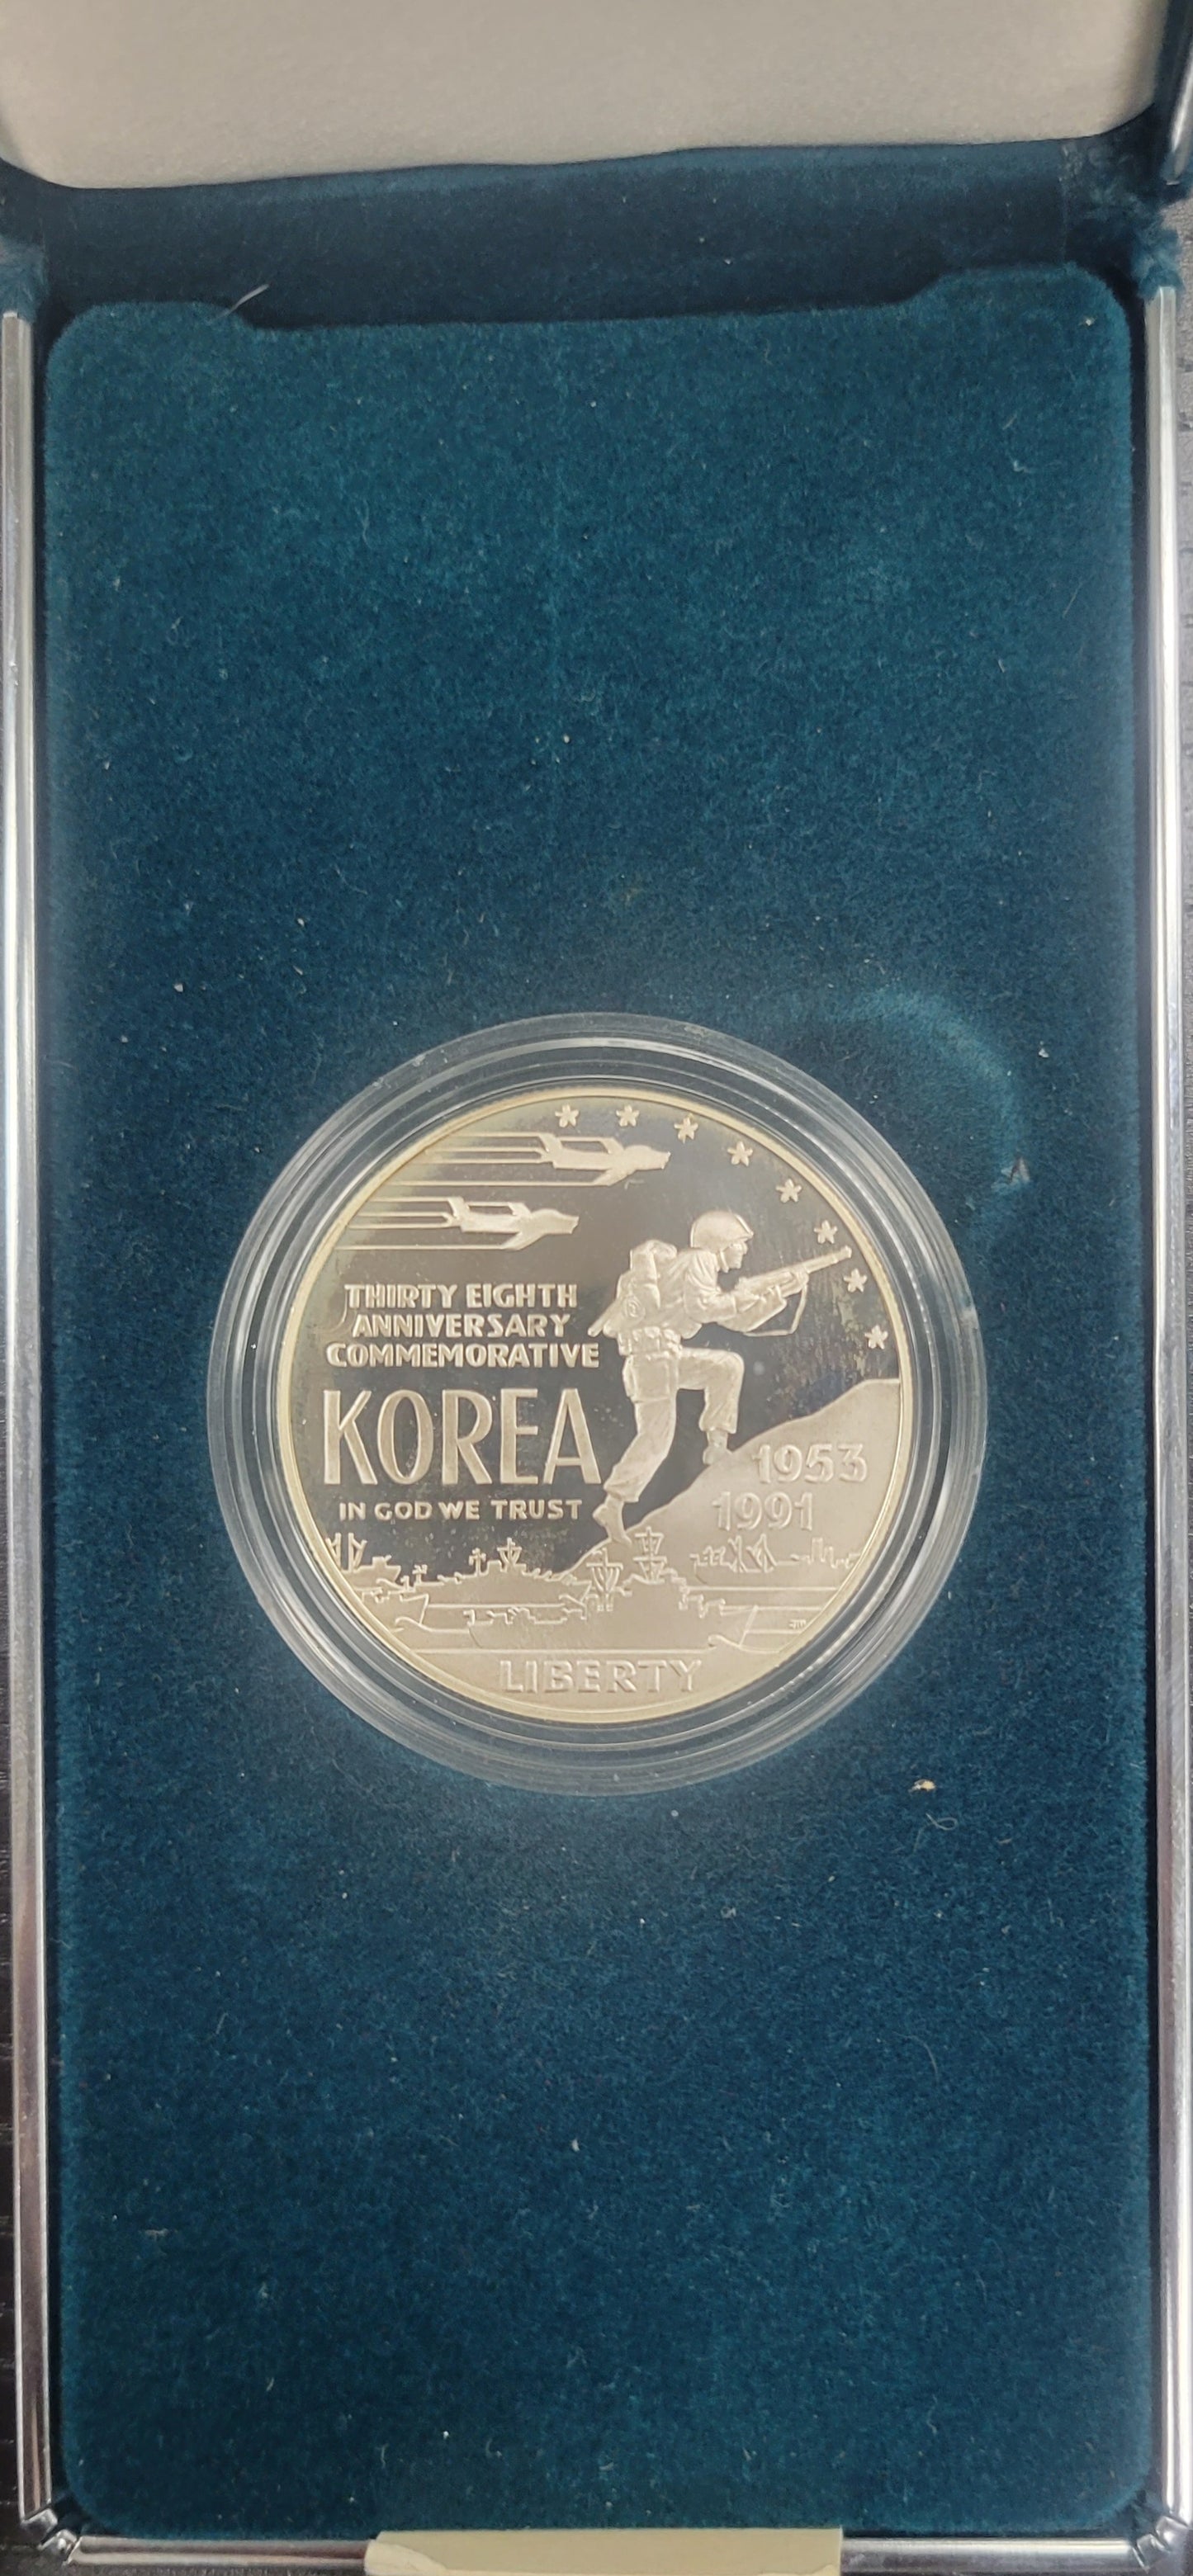 THIRTY EIGHTH
ANNIVERSARY
COMMEMORATIVE
KOREA
IN GOD WE TRUST
1953
1991
LIBERTY